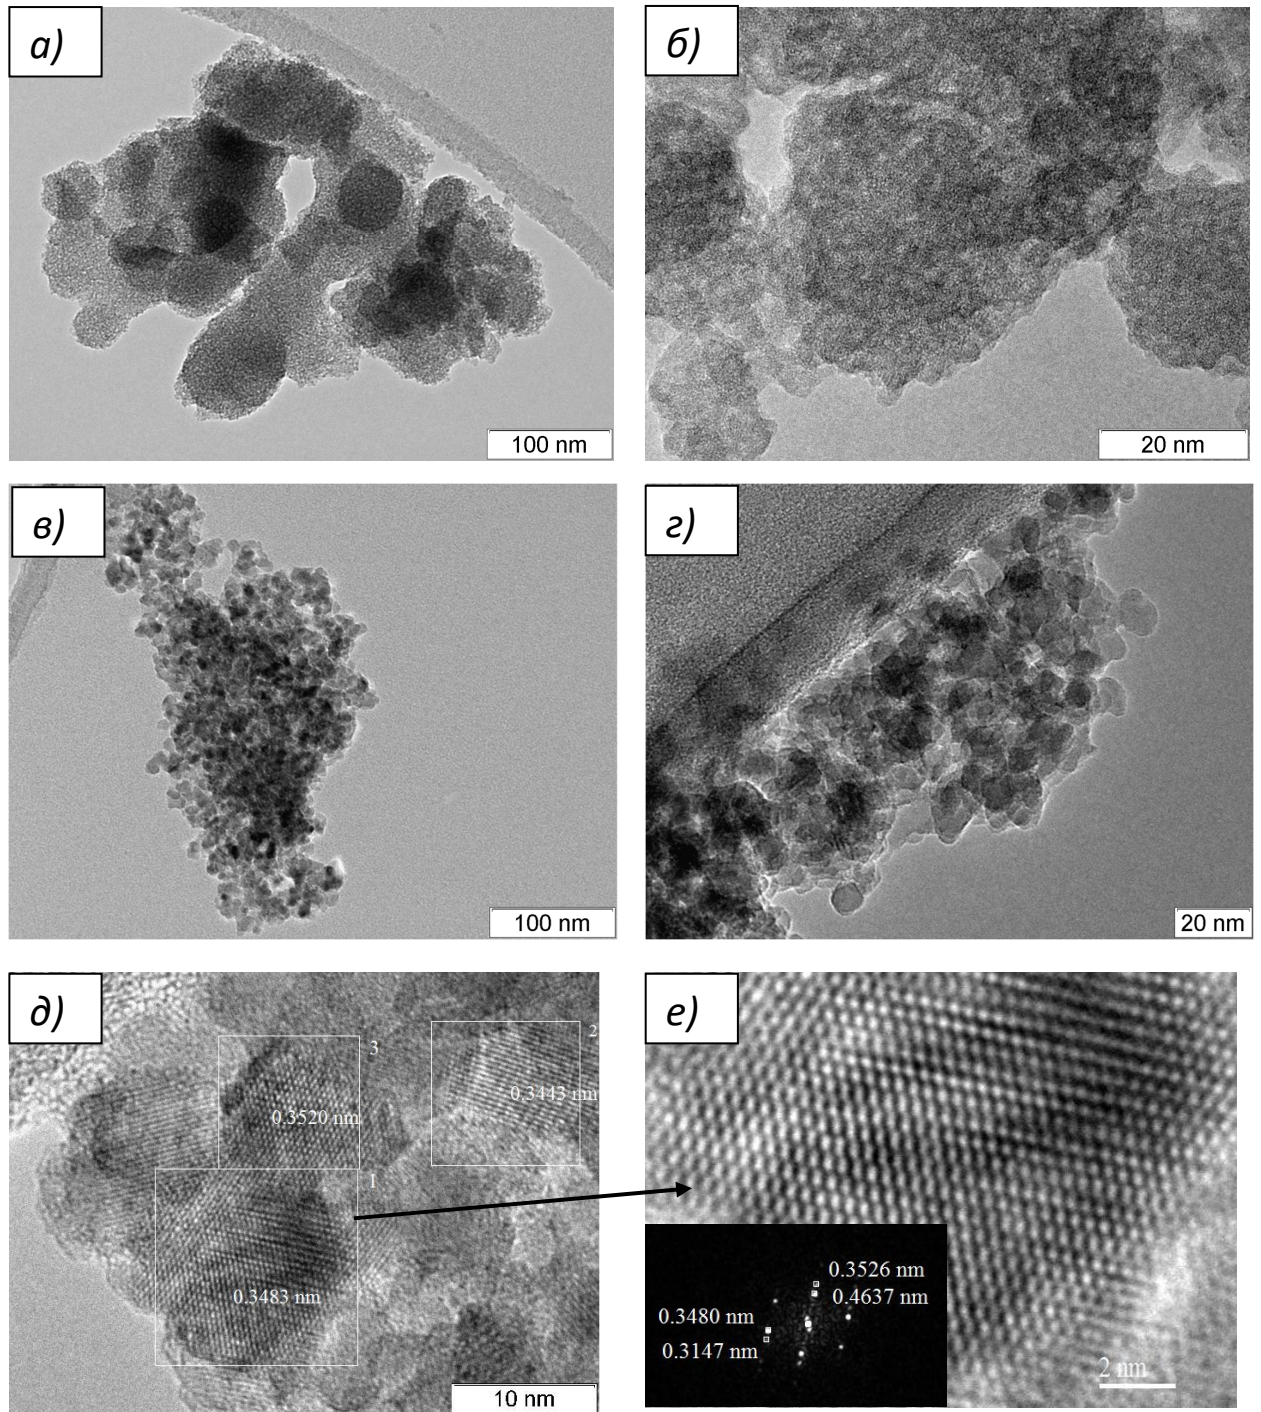 а)
б)
100 nm
20 nm
в)
г)
100 nm
20 nm
д)
е)
2
3
0.3443 nm
0.3520 nm
1
0.3483 nm
10 nm
0.3526 nm
0.4637 nm
0.3480 nm
0.3147 nm
2 nm